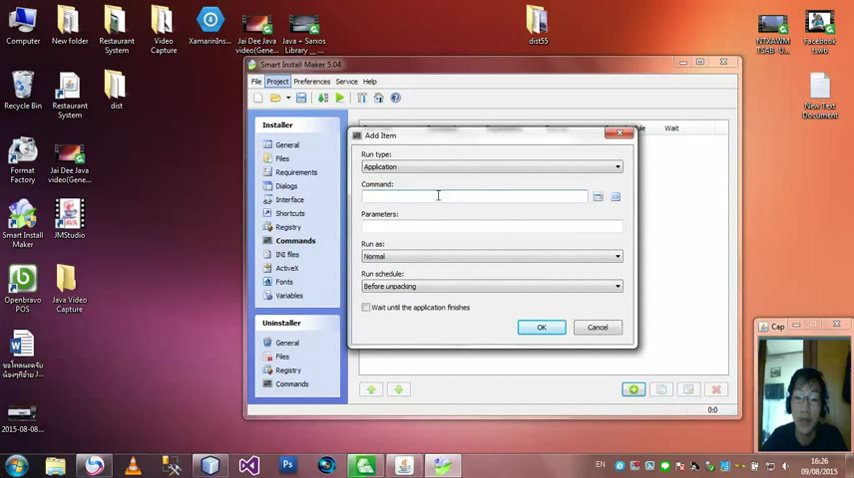 Computer
New folder
Restaurant
System
Video
Capture
XamarinIns...
Jai Dee Java
video(Gene...
Java + Sanxos
Library __...
dist55
NTXAWM
TSAB- U...
Facebook
tswb
Recycle Bin
Restaurant
System
dist
New Text
Document
Format
Factory
Jai Dee Java
video(Gene...
Smart Install
Maker
JMStudio
Openbravo
POS
Java Video
Capture
2015-08-08...
Smart Install Maker 5.04
File
Project
Preferences
Service
Help
Installer
General
Files
Requirements
Dialogs
Interface
Shortcuts
Registry
Commands
INI files
ActiveX
Fonts
Variables
Uninstaller
General
Files
Registry
Commands
Wait
Add Item
Run type:
Application
Command:
Parameters:
Run as:
Normal
Run schedule:
Before unpacking
Wait until the application finishes
OK
Cancel
0:0
Cap
EN
16:26
09/08/2015